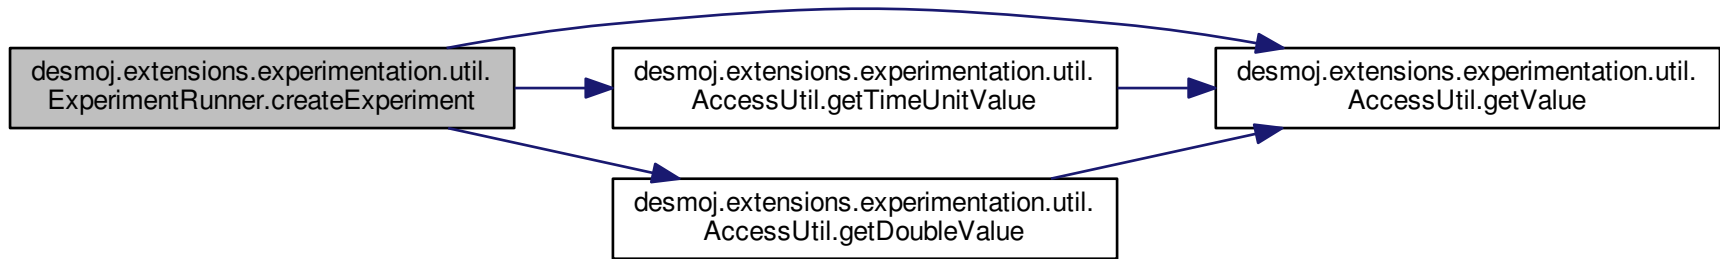 desmoj.extensions.experimentation.util.
ExperimentRunner.createExperiment
desmoj.extensions.experimentation.util.
AccessUtil.getTimeUnitValue
desmoj.extensions.experimentation.util.
AccessUtil.getValue
desmoj.extensions.experimentation.util.
AccessUtil.getDoubleValue